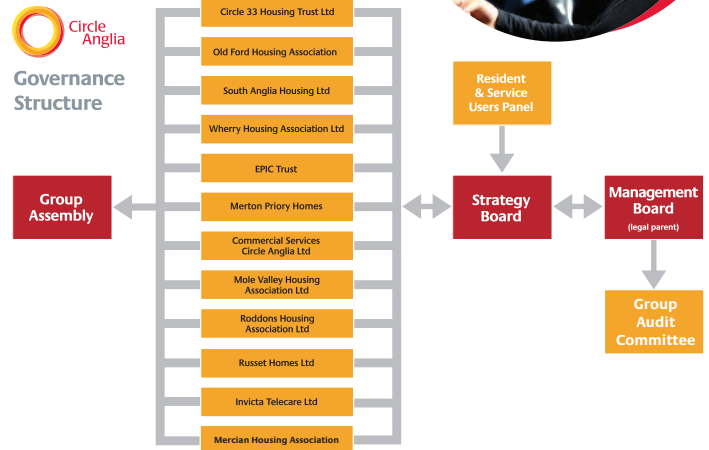 Circle
Anglia
Governance
Structure
Circle 33 Housing Trust Ltd
Old Ford Housing Association
South Anglia Housing Ltd
Wherry Housing Association Ltd
EPIC Trust
Merton Priory Homes
Commercial Services
Circle Anglia Ltd
Mole Valley Housing
Association Ltd
Roddons Housing
Association Ltd
Russet Homes Ltd
Invicta Telecare Ltd
Mercian Housing Association
Group
Assembly
Resident
& Service
Users Panel
Strategy
Board
Management
Board
(legal parent)
Group
Audit
Committee